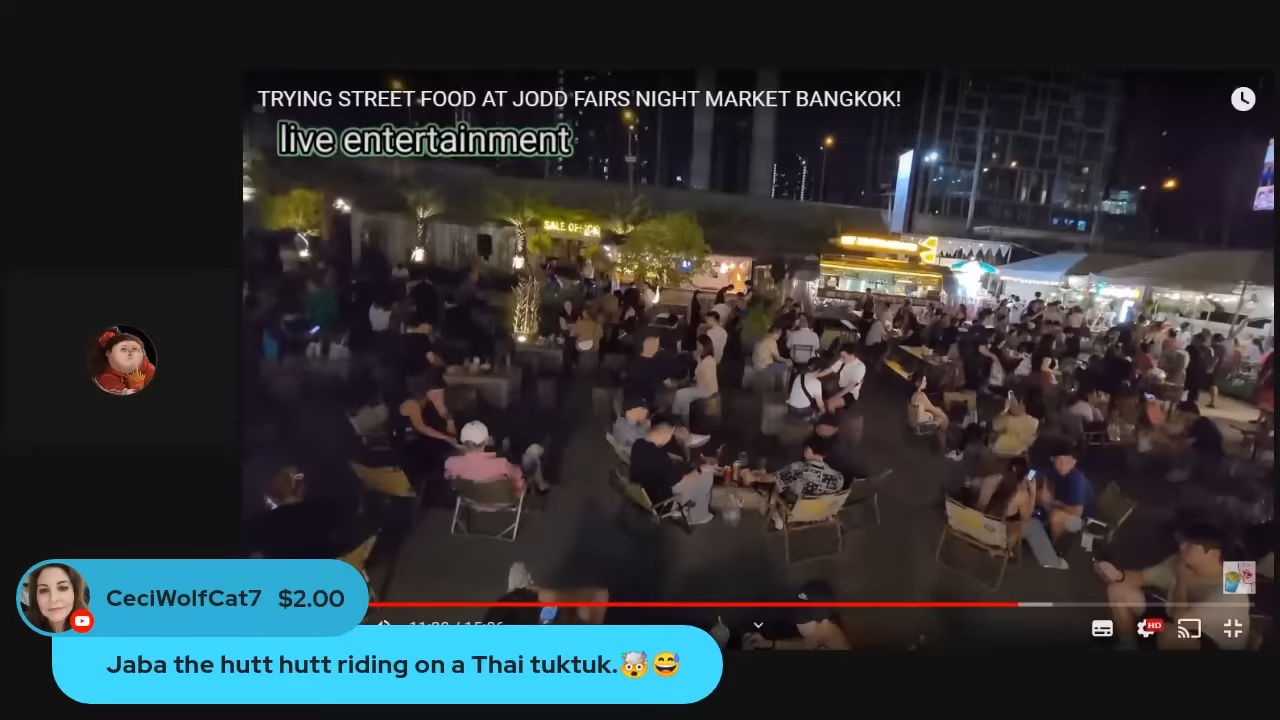 TRYING STREET FOOD AT JODD FAIRS NIGHT MARKET BANGKOK!
live entertainment
CeciWolfCat7 $2.00
HD
Jaba the hutt hutt riding on a Thai tuktuk.🤯😅